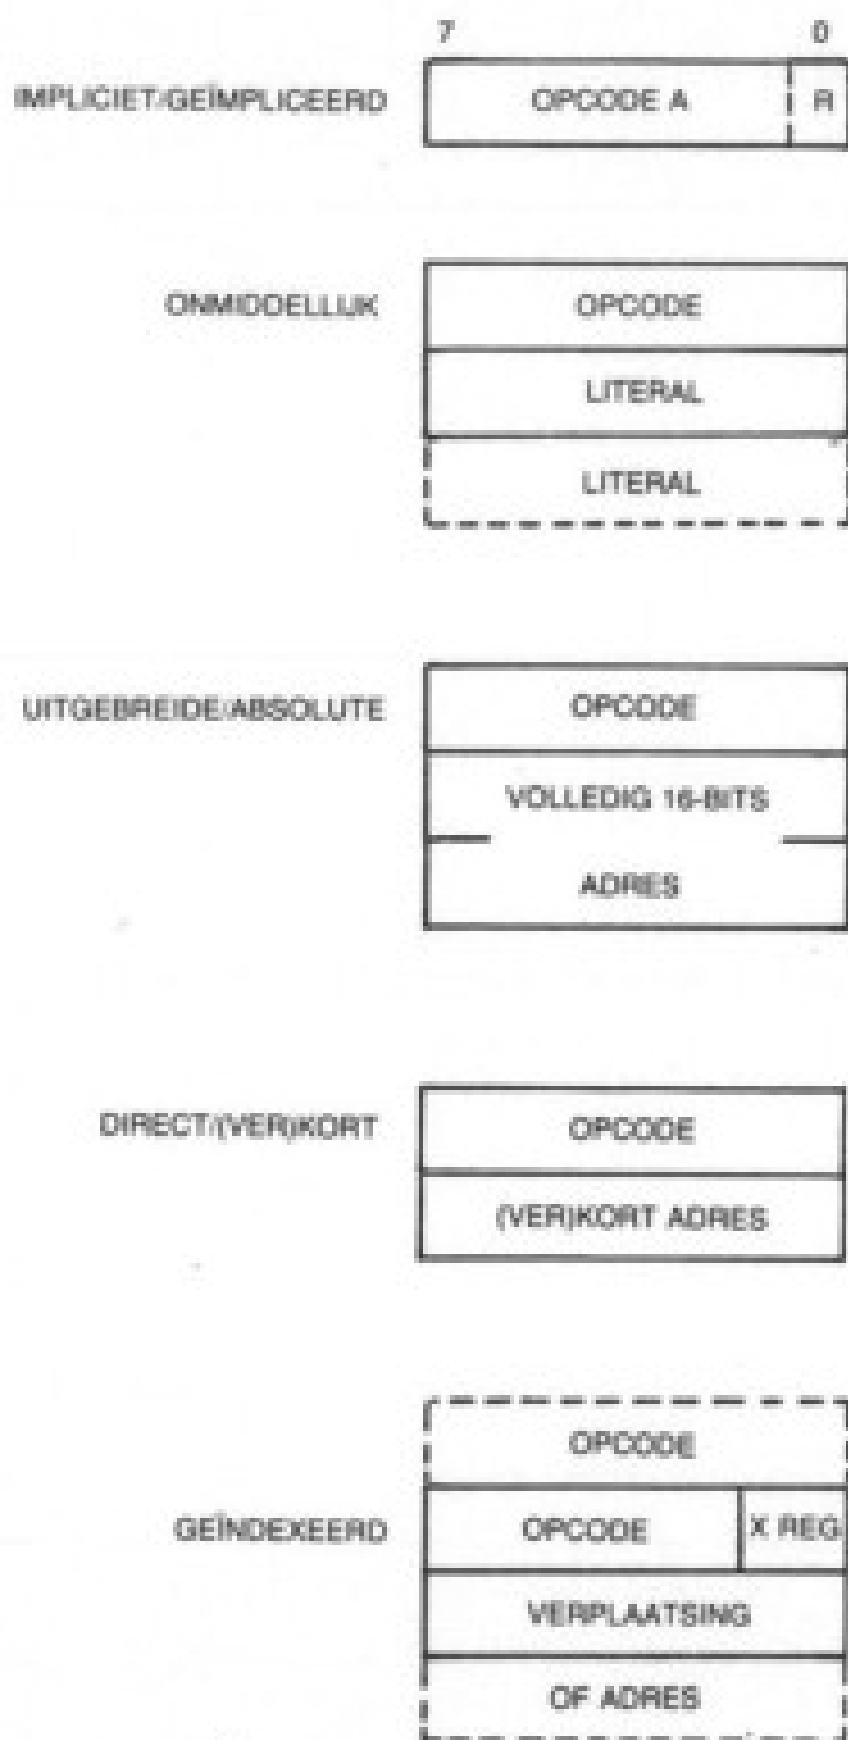 7 0
IMPLICIET/GEÏMPLICEERD OPCODE A R
ONMIDDELLIJK OPCODE
LITERAL
LITERAL
UITGEBREIDE/ABSOLUTE OPCODE
VOLLEDIG 16-BITS
ADRES
DIRECT/(VER)KORT OPCODE
(VER)KORT ADRES
OPCODE
GEÏNDEXEERD OPCODE X REG
VERPLAATSING
OF ADRES